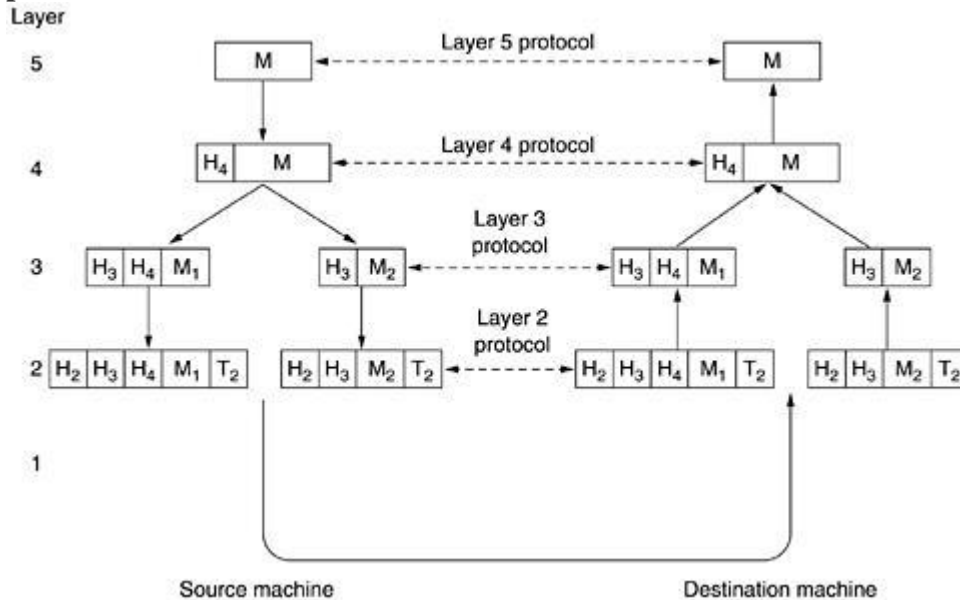 Layer
5 M Layer 5 protocol M
4 H4 M Layer 4 protocol H4 M
Layer 3
protocol
3 H3 H4 M1 H3 M2 H3 H4 M1 H3 M2
Layer 2
protocol
2 H2 H3 H4 M1 T2 H2 H3 M2 T2 H2 H3 H4 M1 T2 H2 H3 M2 T2
1
Source machine Destination machine